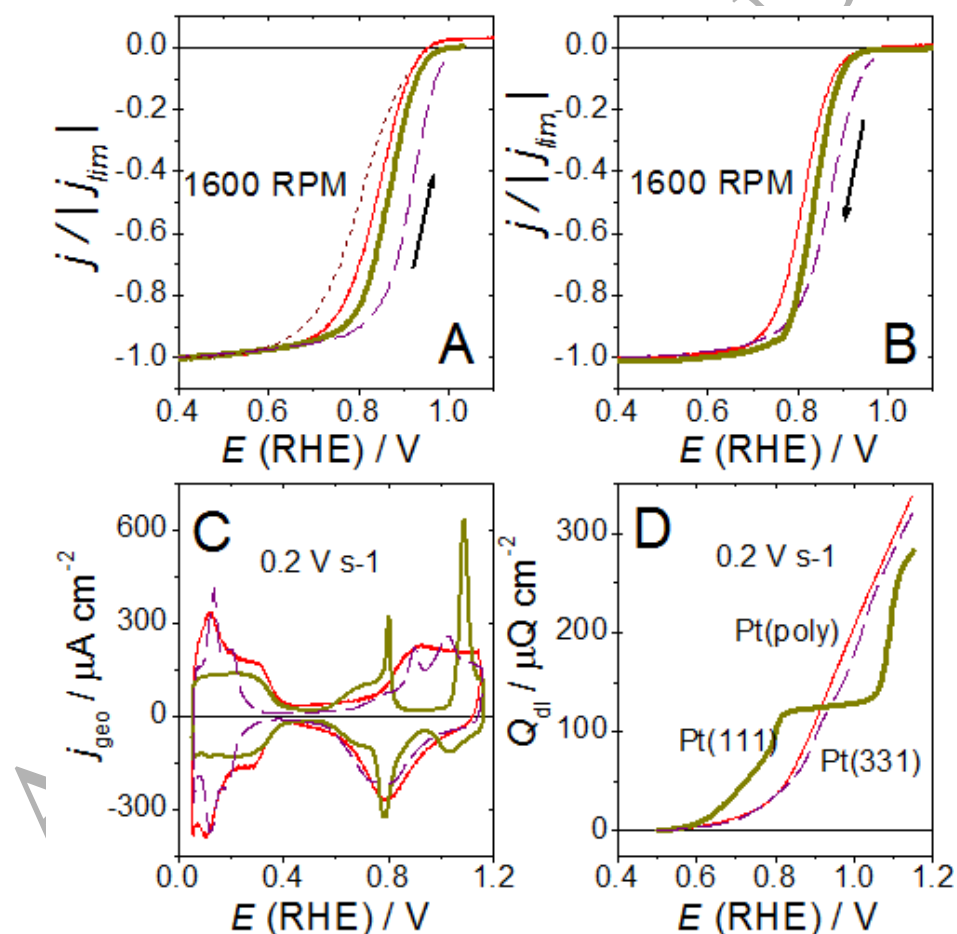 0.0
-0.2
-0.4
-0.6
-0.8
-1.0
j / | j lim |
1600 RPM
A
0.4 0.6 0.8 1.0
E (RHE) / V
0.0
-0.2
-0.4
-0.6
-0.8
-1.0
j / | j lim, |
1600 RPM
B
0.4 0.6 0.8 1.0
E (RHE) / V
600
300
0
-300
j geo / µA cm-2
C
0.2 V s-1
0.0 0.4 0.8 1.2
E (RHE) / V
300
200
100
0
Q dl / µQ cm-2
D
0.2 V s-1
Pt(poly)
Pt(111)
Pt(331)
0.4 0.6 0.8 1.0 1.2
E (RHE) / V